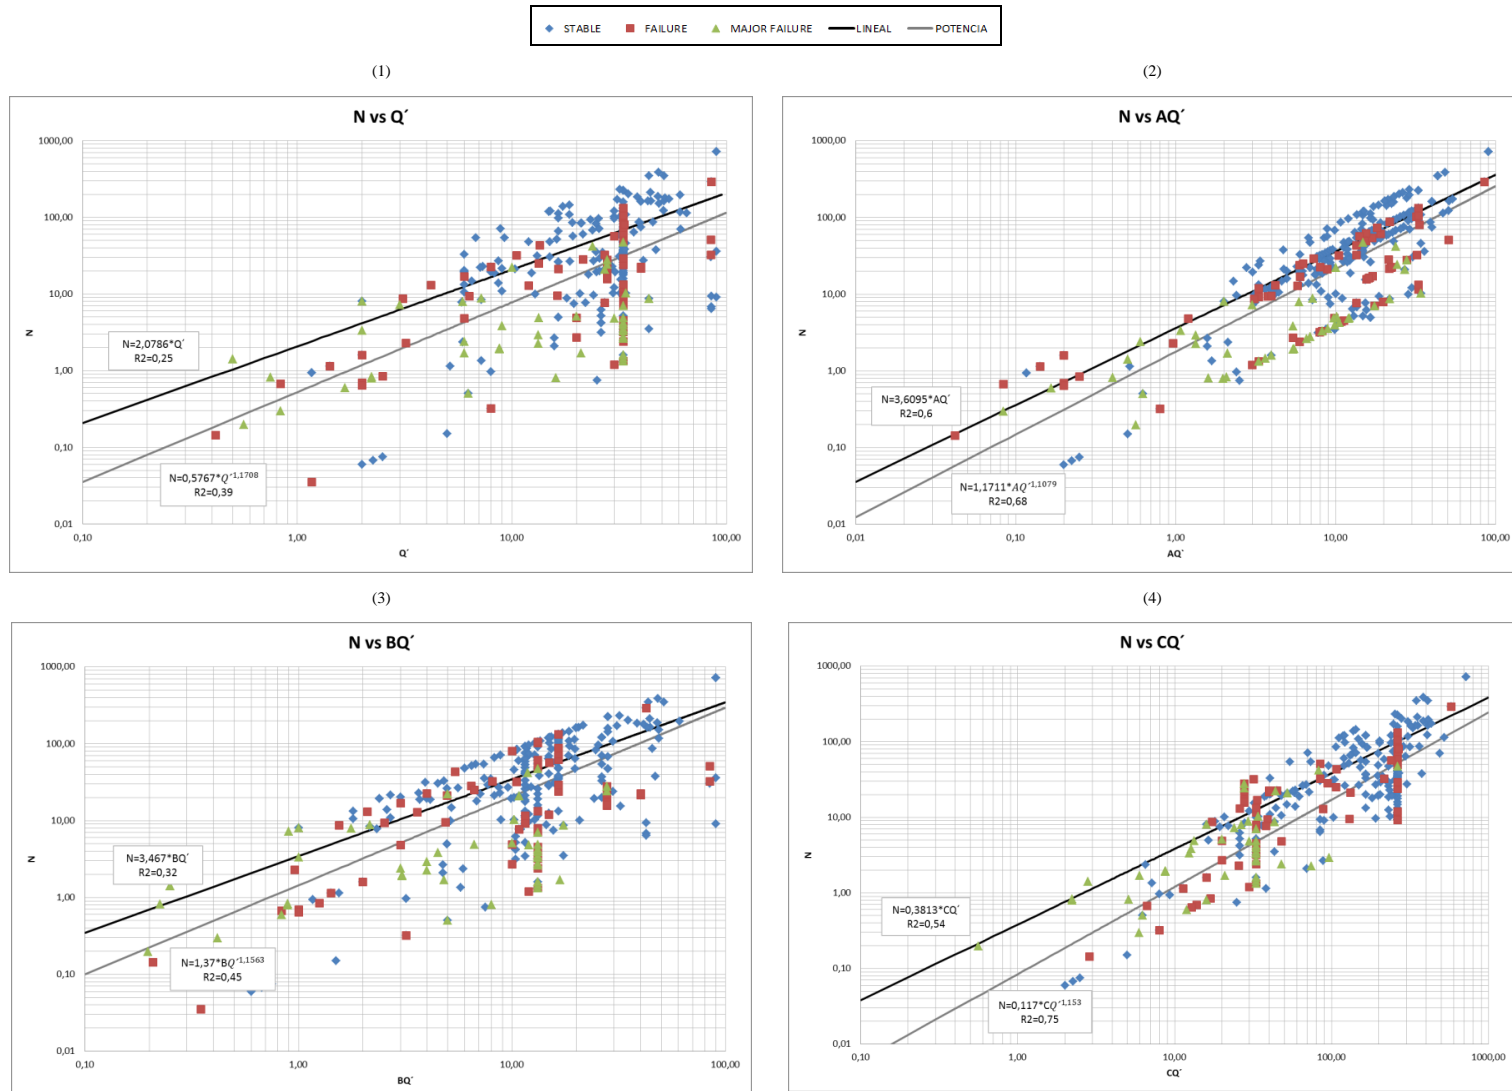 STABLE FAILURE MAJOR FAILURE LINEAL POTENCIA
(1)
N vs Q´
1000,00
100,00
10,00
1,00
0,10
0,01
N
N=2,0786*Q´
R2=0,25
N=0,5767*Q´^1,1708
R2=0,39
0,10 1,00 10,00 100,00
Q´
(2)
N vs AQ´
1000,00
100,00
10,00
1,00
0,10
0,01
N
N=3,6095*AQ´
R2=0,6
N=1,1711*AQ´^1,1079
R2=0,68
0,01 0,10 1,00 10,00 100,00
AQ´
(3)
N vs BQ´
1000,00
100,00
10,00
1,00
0,10
0,01
N
N=3,467*BQ´
R2=0,32
N=1,37*BQ´^1,1563
R2=0,45
0,10 1,00 10,00 100,00
BQ´
(4)
N vs CQ´
1000,00
100,00
10,00
1,00
0,10
0,01
N
N=0,3813*CQ´
R2=0,54
N=0,117*CQ´^1,153
R2=0,75
0,10 1,00 10,00 100,00 1000,00
CQ´